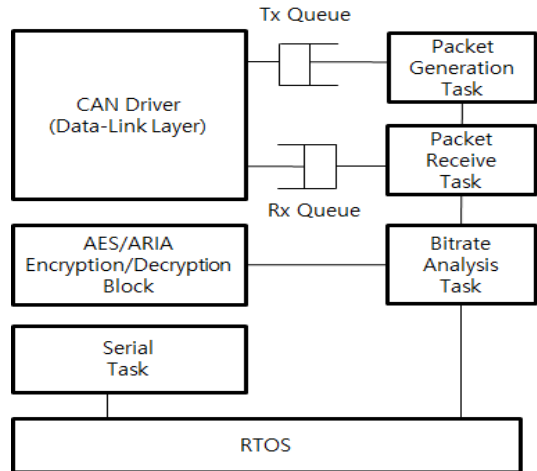 Tx Queue
Packet
Generation
Task
CAN Driver
(Data-Link Layer)
Packet
Receive
Task
Rx Queue
AES/ARIA
Encryption/Decryption
Block
Bitrate
Analysis
Task
Serial
Task
RTOS